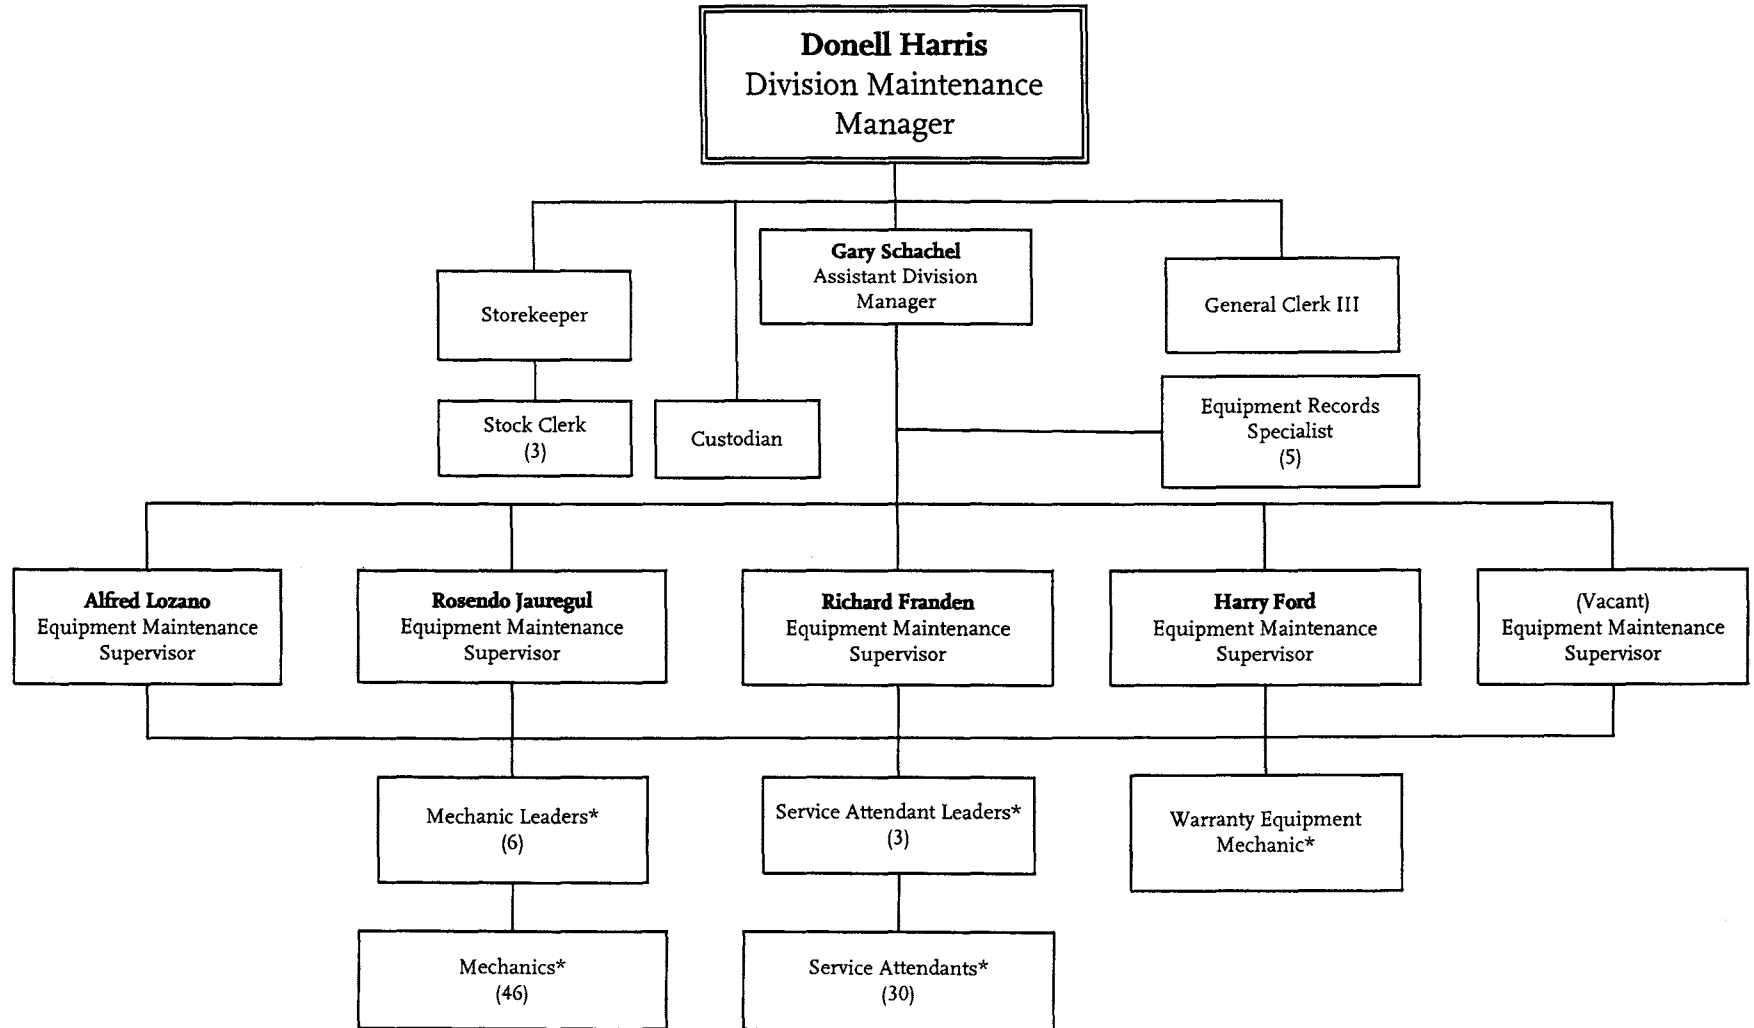 Donell Harris
Division Maintenance
Manager
Gary Schachel
Assistant Division
Manager
Storekeeper
General Clerk III
Stock Clerk
(3)
Custodian
Equipment Records
Specialist
(5)
Alfred Lozano
Equipment Maintenance
Supervisor
Rosendo Jauregul
Equipment Maintenance
Supervisor
Richard Franden
Equipment Maintenance
Supervisor
Harry Ford
Equipment Maintenance
Supervisor
(Vacant)
Equipment Maintenance
Supervisor
Mechanic Leaders*
(6)
Service Attendant Leaders*
(3)
Warranty Equipment
Mechanic*
Mechanics*
(46)
Service Attendants*
(30)